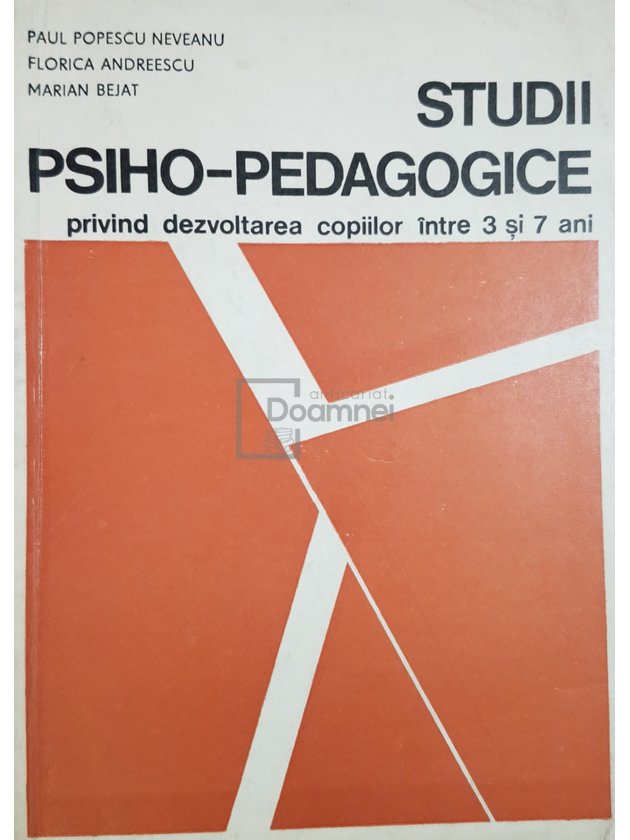 PAUL POPESCU NEVEANU
FLORICA ANDREESCU
MARIAN BEJAT
STUDII
PSIHO-PEDAGOGICE
privind dezvoltarea copiilor între 3 și 7 ani
anticariat
Doamnei